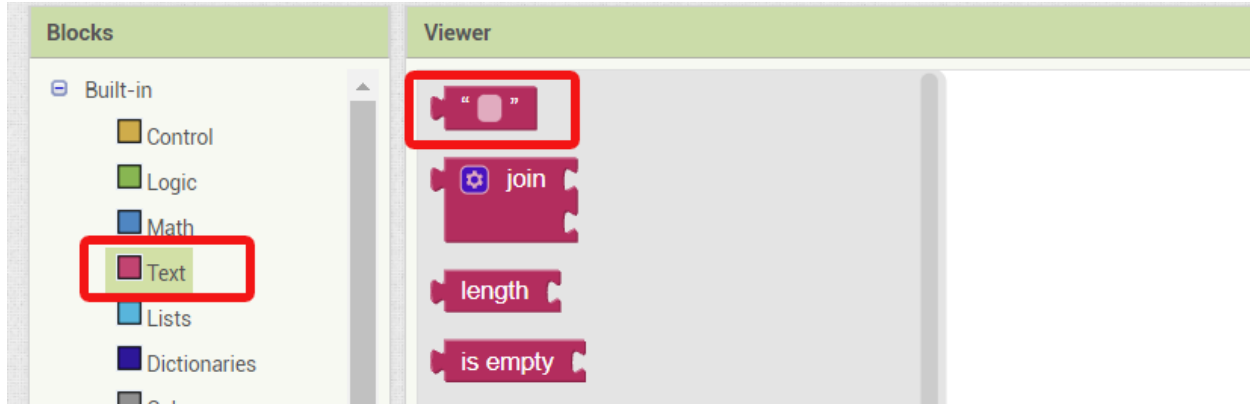 Blocks
Viewer
Built-in
Control
Logic
Math
Text
Lists
Dictionaries
“ ”
join
length
is empty